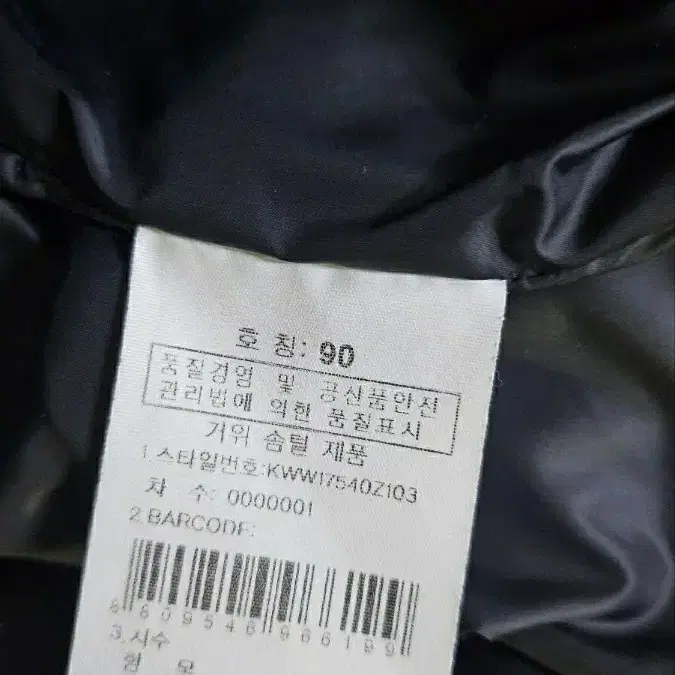 호 칭: 90
품질경영 및 공산품안전
관리법에 의한 품질표시
거위 솜털 제품
1.스타일번호:KWW17540Z103
차 수: 0000001
2.BARCODE:
8809548966199
3.치수